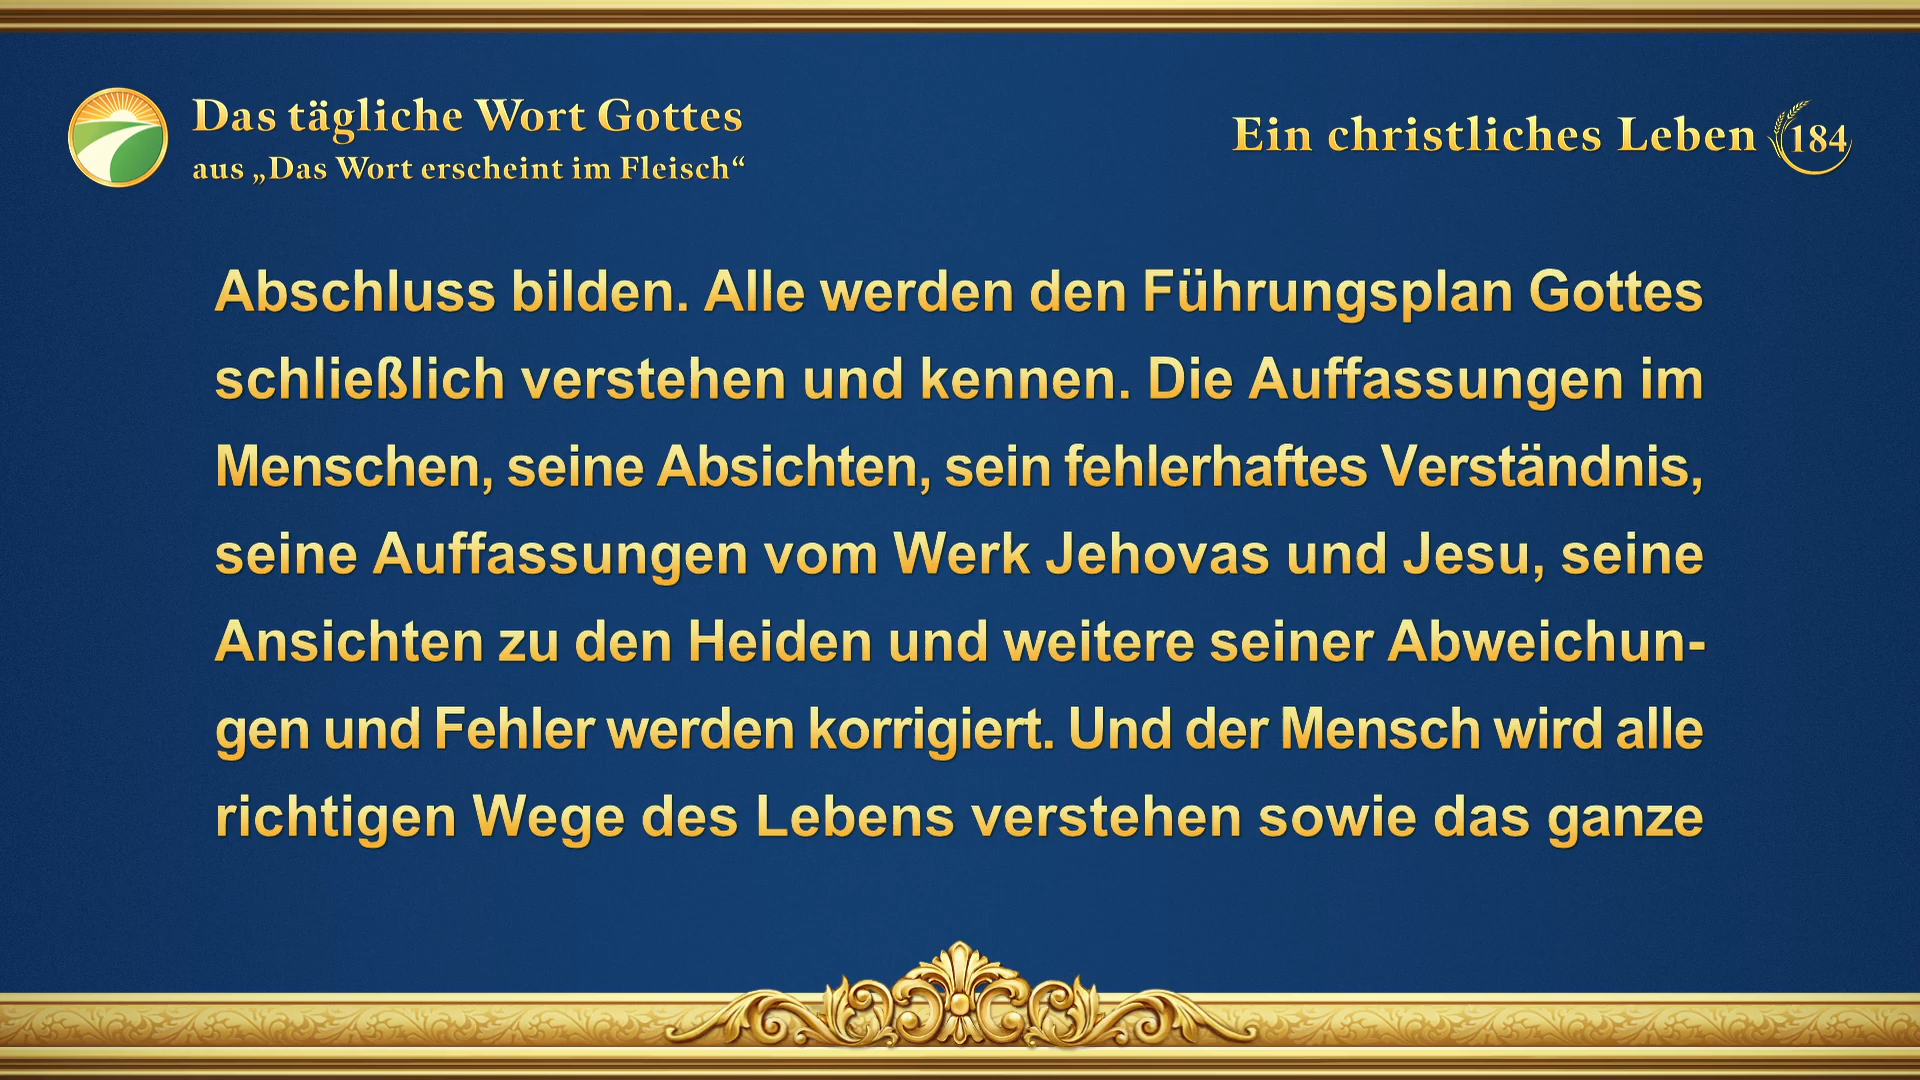 Das tägliche Wort Gottes
aus „Das Wort erscheint im Fleisch“
Ein christliches Leben 184
Abschluss bilden. Alle werden den Führungsplan Gottes
schließlich verstehen und kennen. Die Auffassungen im
Menschen, seine Absichten, sein fehlerhaftes Verständnis,
seine Auffassungen vom Werk Jehovas und Jesu, seine
Ansichten zu den Heiden und weitere seiner Abweichun-
gen und Fehler werden korrigiert. Und der Mensch wird alle
richtigen Wege des Lebens verstehen sowie das ganze